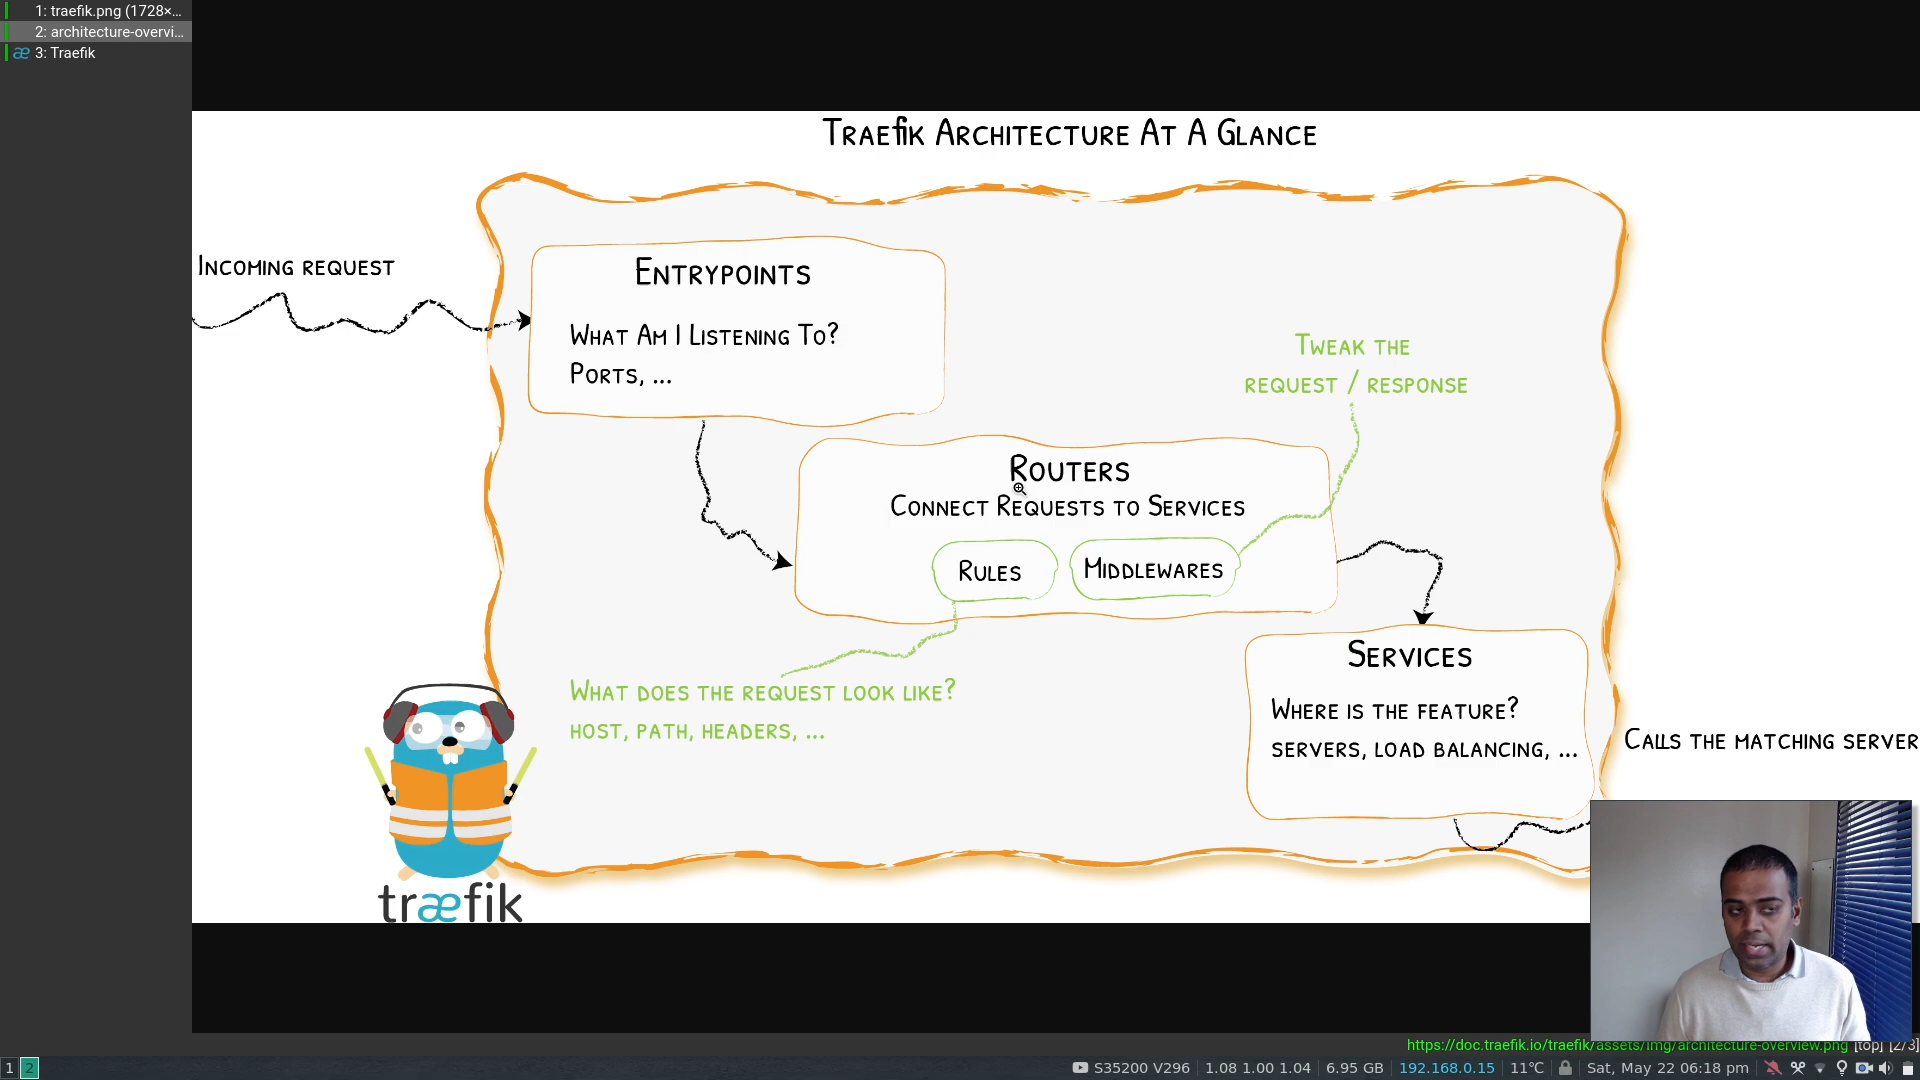 1: traefik.png (1728×...
2: architecture-overvi...
æ 3: Traefik
Traefik Architecture At A Glance
Incoming request
Entrypoints
What Am I Listening To?
Ports, ...
Tweak the
request / response
Routers
Connect Requests to Services
Rules
Middlewares
What does the request look like?
host, path, headers, ...
Services
Where is the feature?
servers, load balancing, ...
Calls the matching server
træfik
https://doc.traefik.io/traefik/assets/img/architecture-overview.png [top] [2/3]
1 2
S35200 V296 1.08 1.00 1.04 6.95 GB 192.168.0.15 11℃ Sat, May 22 06:18 pm